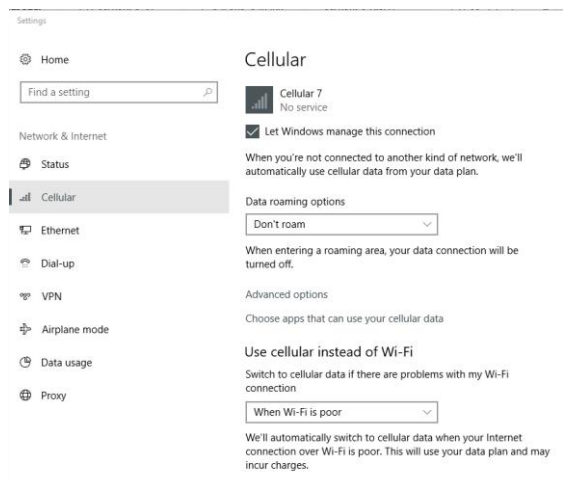 Settings
Home
Find a setting
Network & Internet
Status
Cellular
Ethernet
Dial-up
VPN
Airplane mode
Data usage
Proxy
Cellular
Cellular 7
No service
Let Windows manage this connection
When you're not connected to another kind of network, we'll
automatically use cellular data from your data plan.
Data roaming options
Don't roam
When entering a roaming area, your data connection will be
turned off.
Advanced options
Choose apps that can use your cellular data
Use cellular instead of Wi-Fi
Switch to cellular data if there are problems with my Wi-Fi
connection
When Wi-Fi is poor
We'll automatically switch to cellular data when your Internet
connection over Wi-Fi is poor. This will use your data plan and may
incur charges.